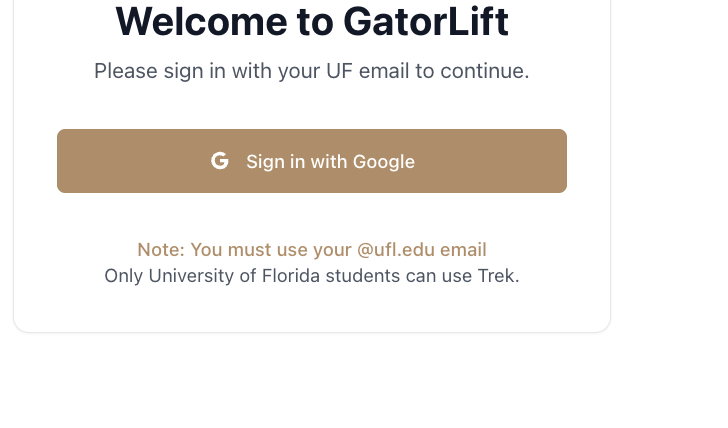 Welcome to GatorLift
Please sign in with your UF email to continue.
Sign in with Google
Note: You must use your @ufl.edu email
Only University of Florida students can use Trek.